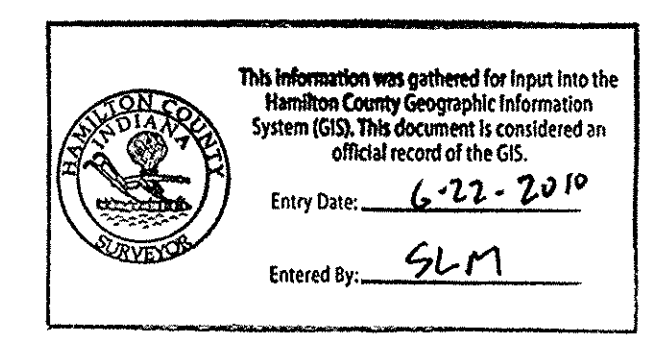 HAMILTON COUNTY
INDIANA
SURVEYOR
This information was gathered for input into the
Hamilton County Geographic Information
System (GIS). This document is considered an
official record of the GIS.
Entry Date: 6-22-2010
Entered By: SLM